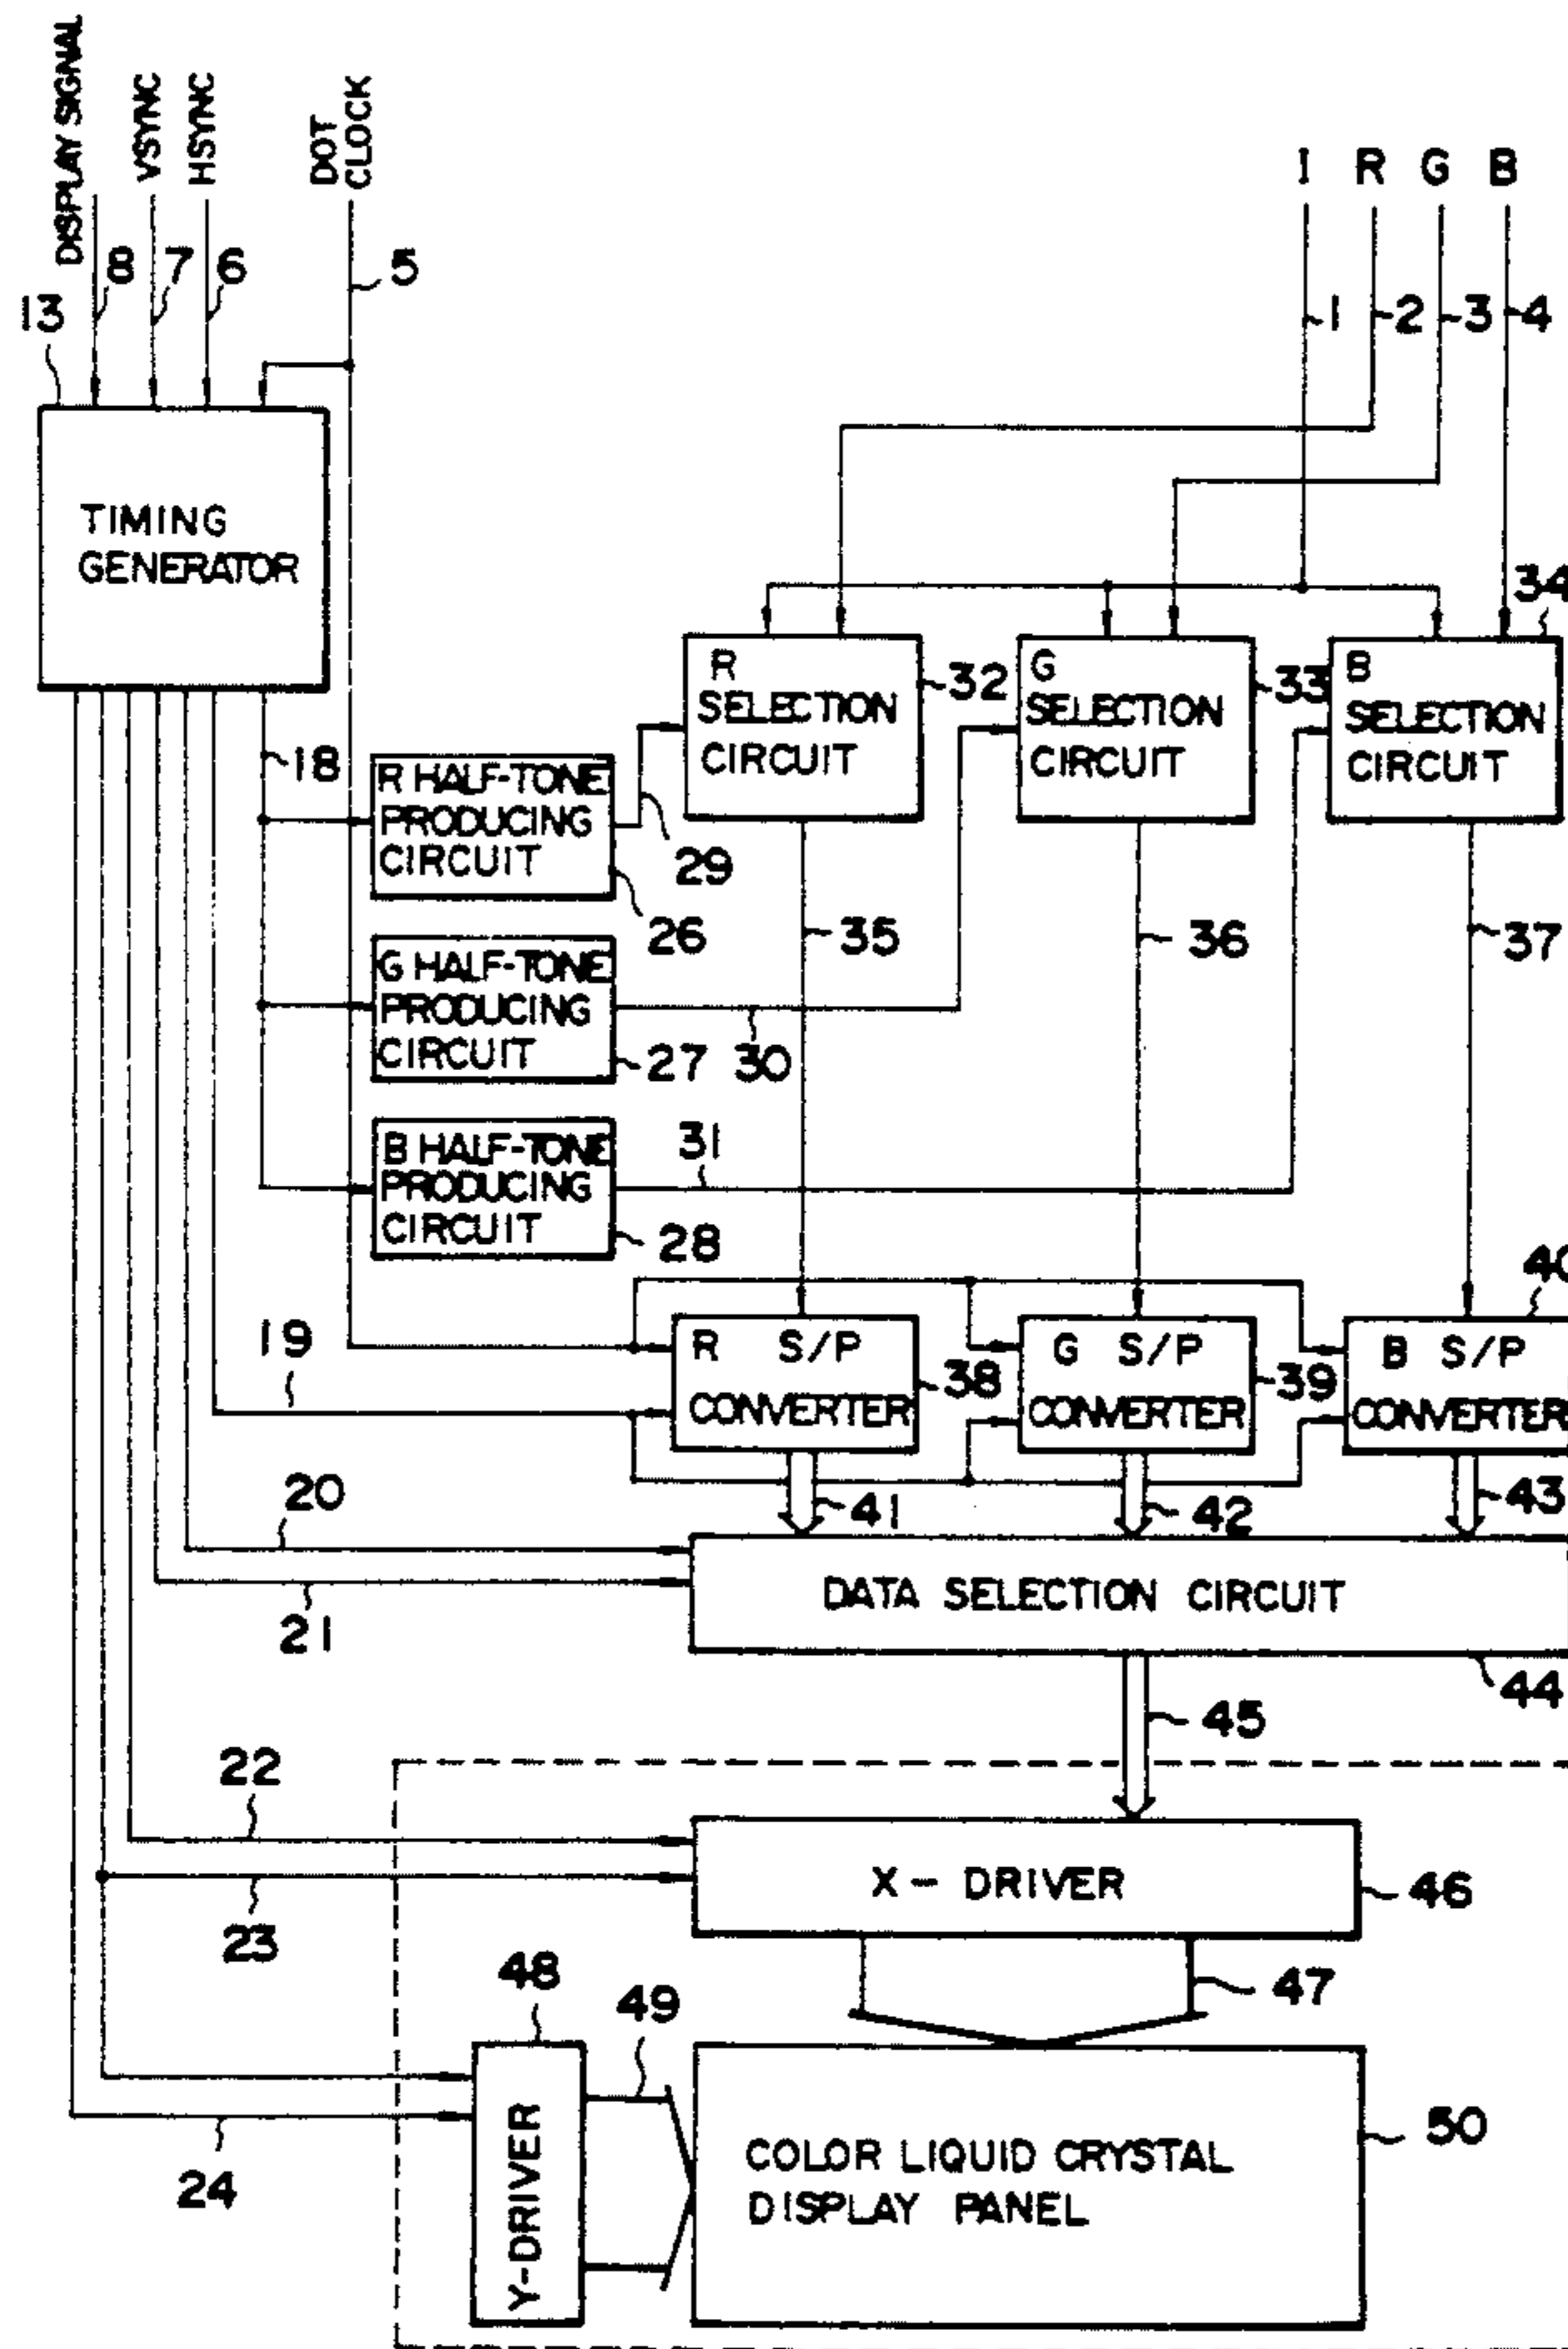 DISPLAY SIGNAL
VSYNC
HSYNC
DOT
CLOCK
I R G B
8 7 6 5
1 2 3 4
13
TIMING
GENERATOR
34
R
SELECTION
CIRCUIT
32
G
SELECTION
CIRCUIT
33
B
SELECTION
CIRCUIT
18
R HALF-TONE
PRODUCING
CIRCUIT
29
26
35
36
37
G HALF-TONE
PRODUCING
CIRCUIT
27
30
B HALF-TONE
PRODUCING
CIRCUIT
31
28
40
19
R S/P
CONVERTER
38
G S/P
CONVERTER
39
B S/P
CONVERTER
20
41
42
43
21
DATA SELECTION CIRCUIT
44
45
22
X-DRIVER
46
23
48
49
47
Y-DRIVER
24
COLOR LIQUID CRYSTAL
DISPLAY PANEL
50